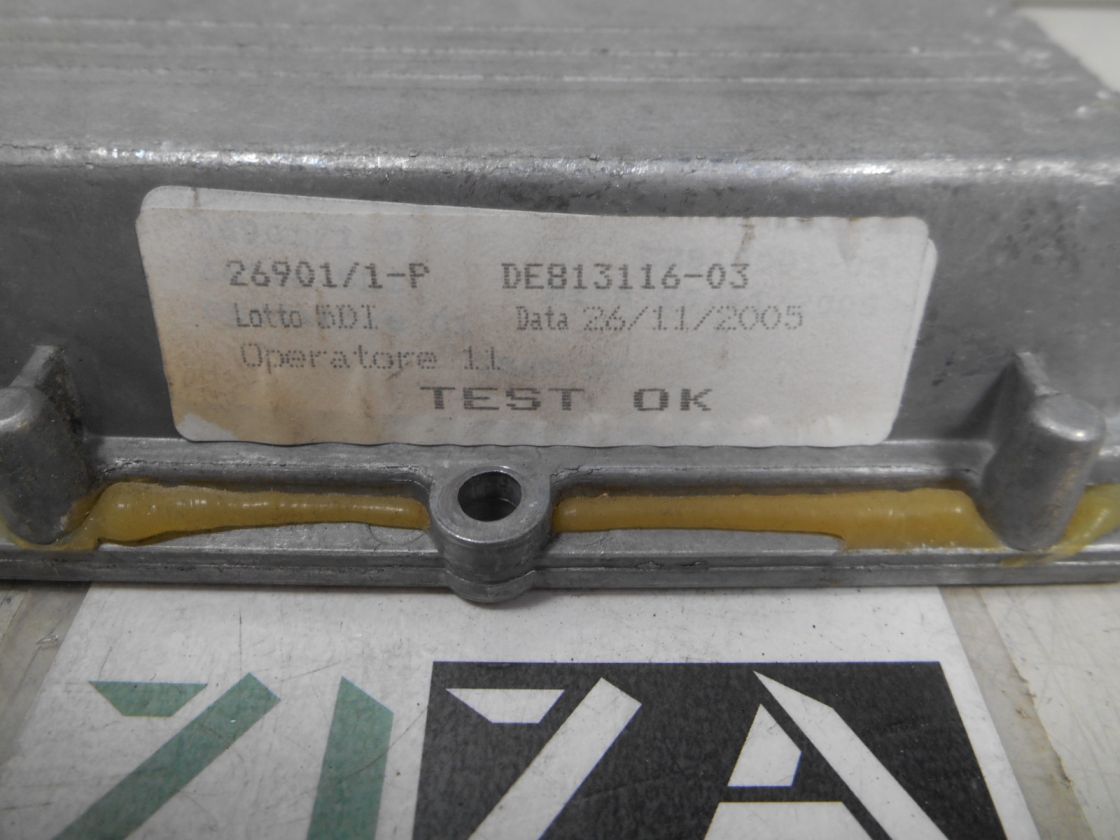 26901/1-P DE813116-03
Lotto 5DI Data 26/11/2005
Operatore 11
TEST OK